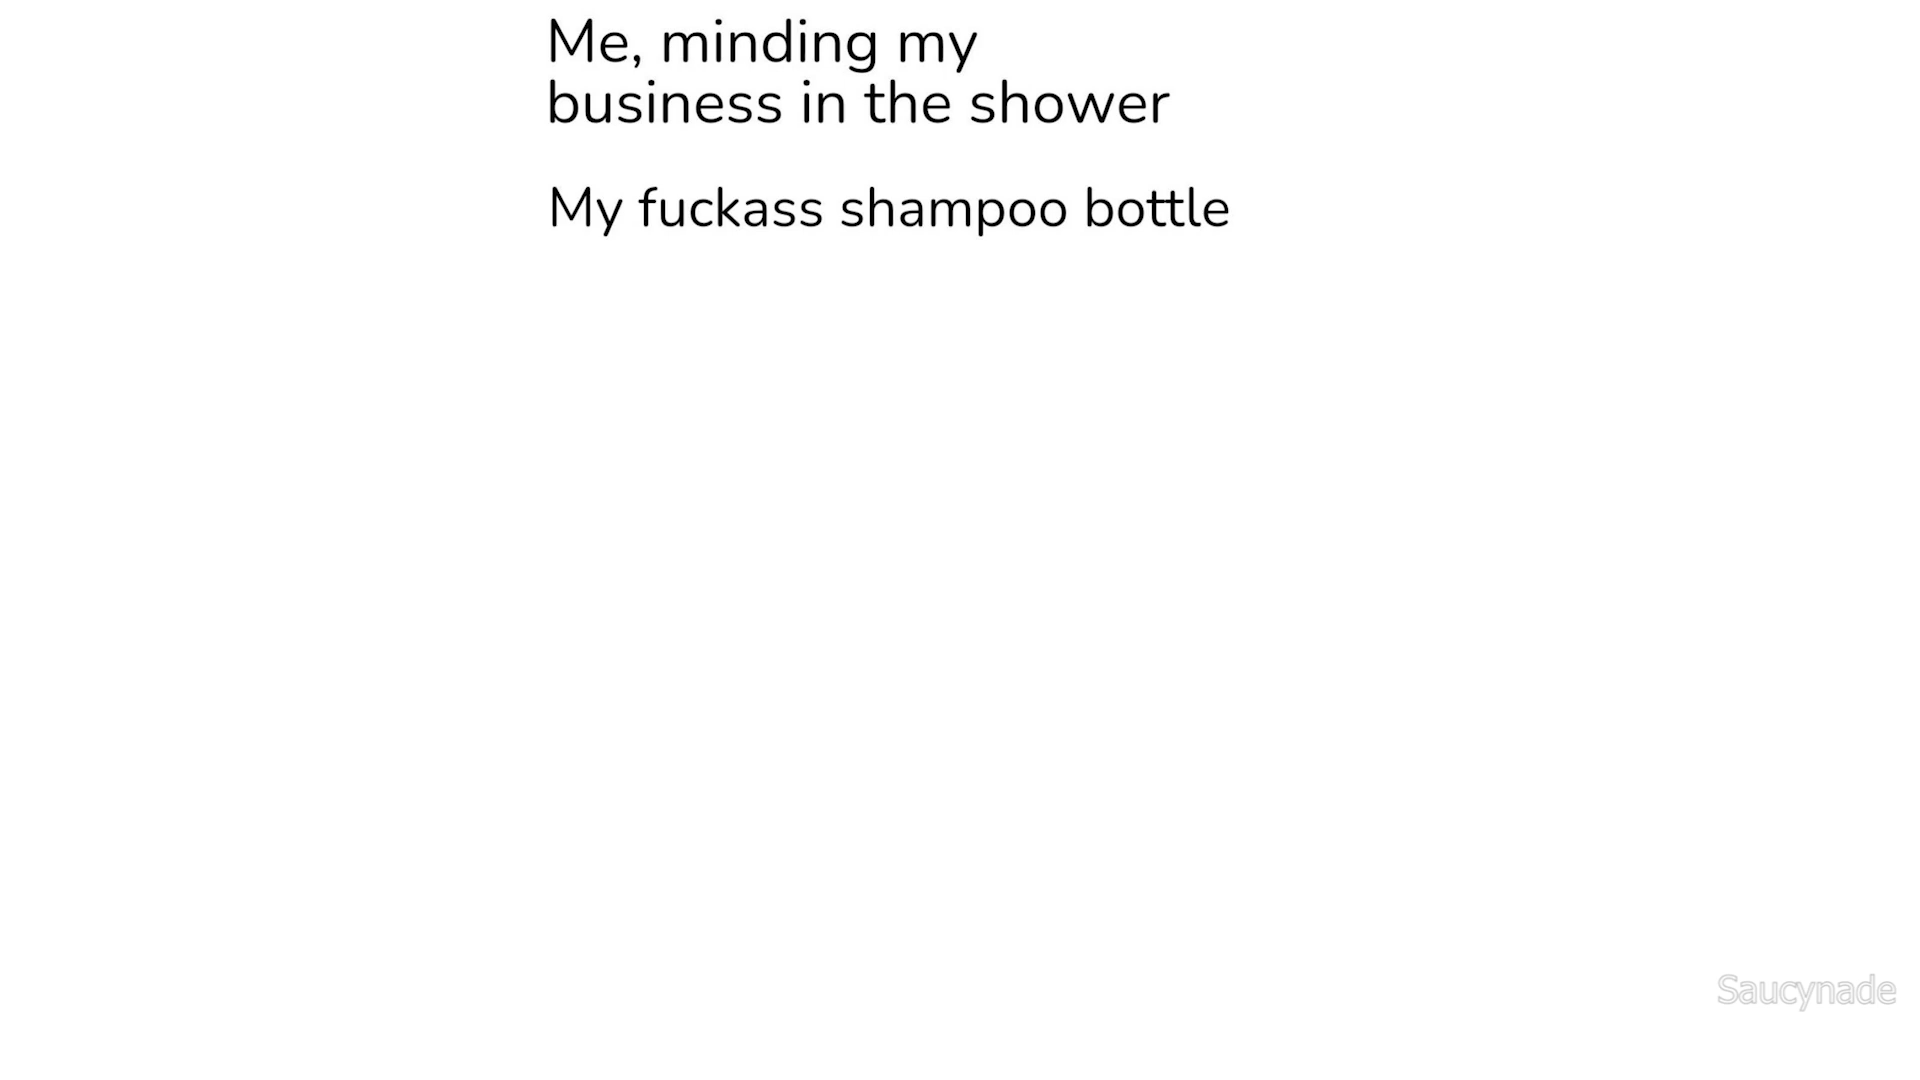 Me, minding my
business in the shower
My fuckass shampoo bottle
Saucynade